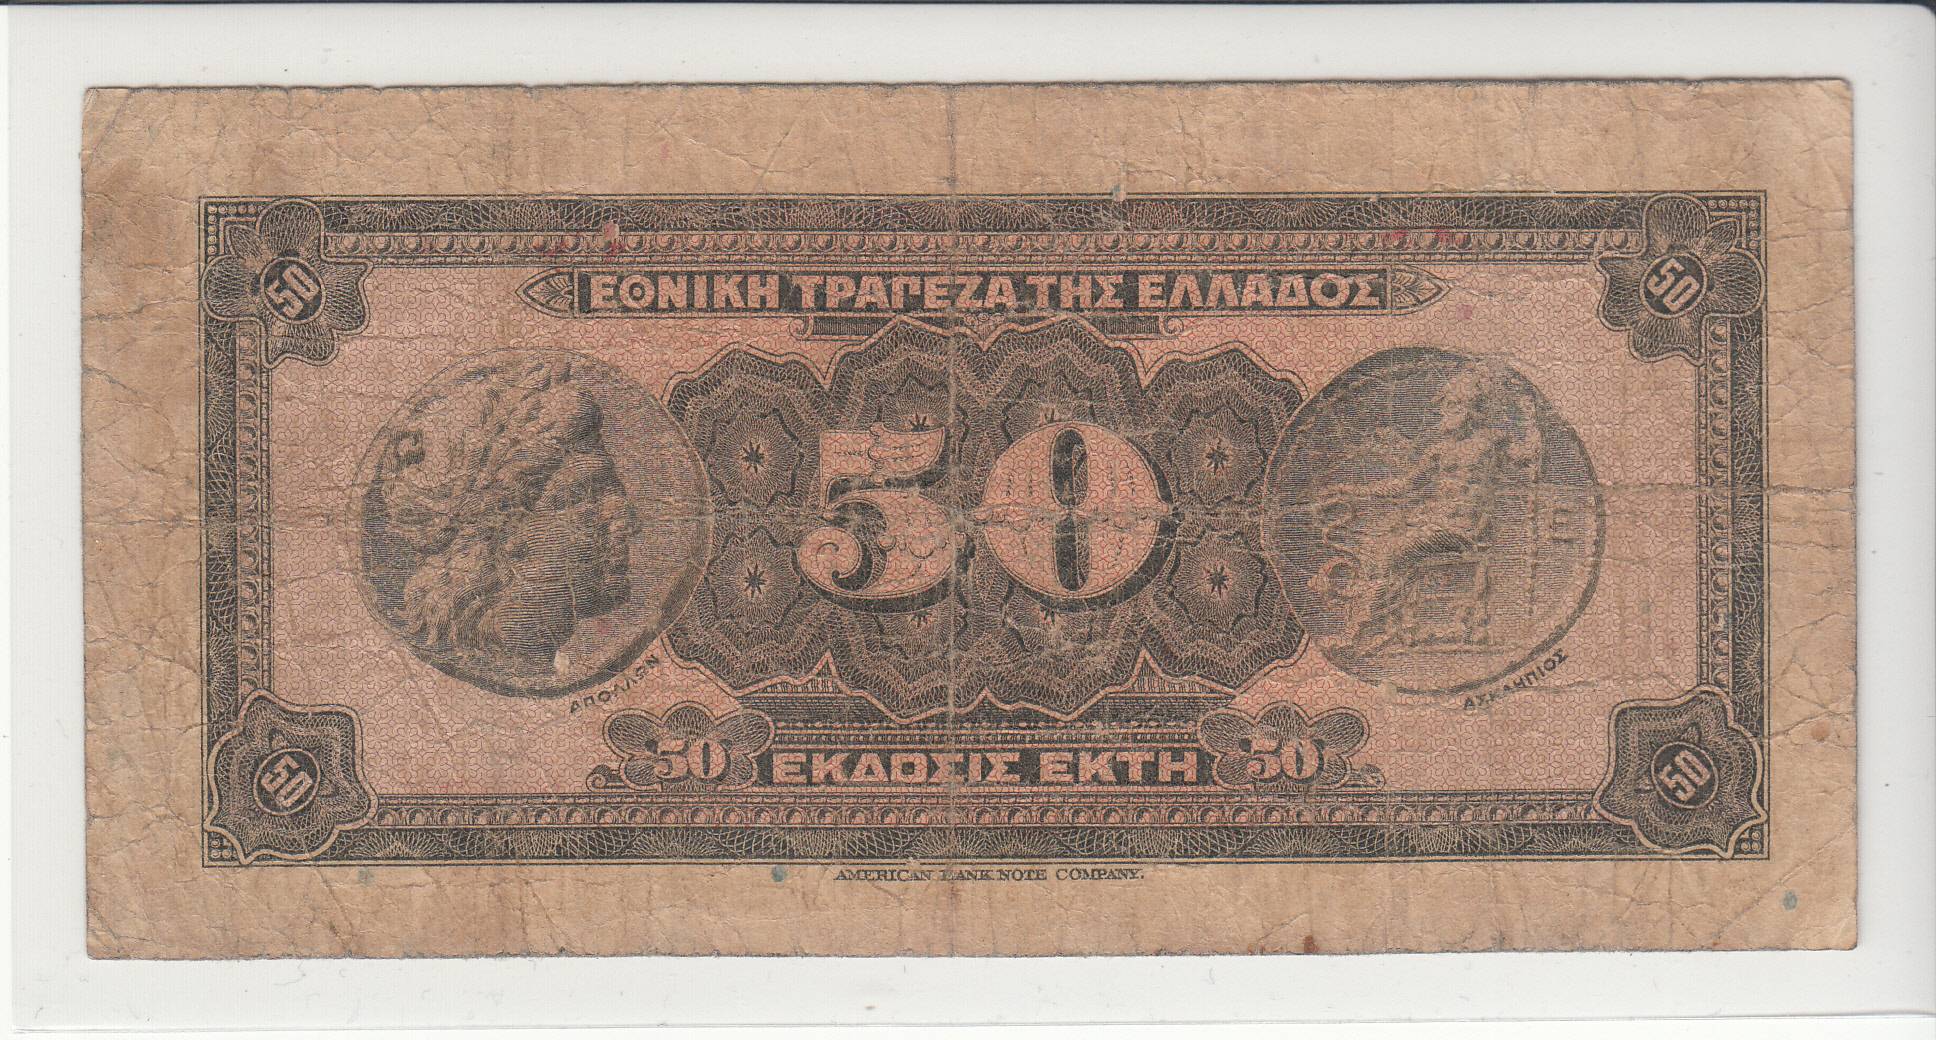 50 50
ΕΘΝΙΚΗ ΤΡΑΠΕΖΑ ΤΗΣ ΕΛΛΑΔΟΣ
50
ΑΠΟΛΛΩΝ
ΑΣΚΛΗΠΙΟΣ
50 ΕΚΔΟΣΙΣ ΕΚΤΗ 50
50 50
AMERICAN BANK NOTE COMPANY.